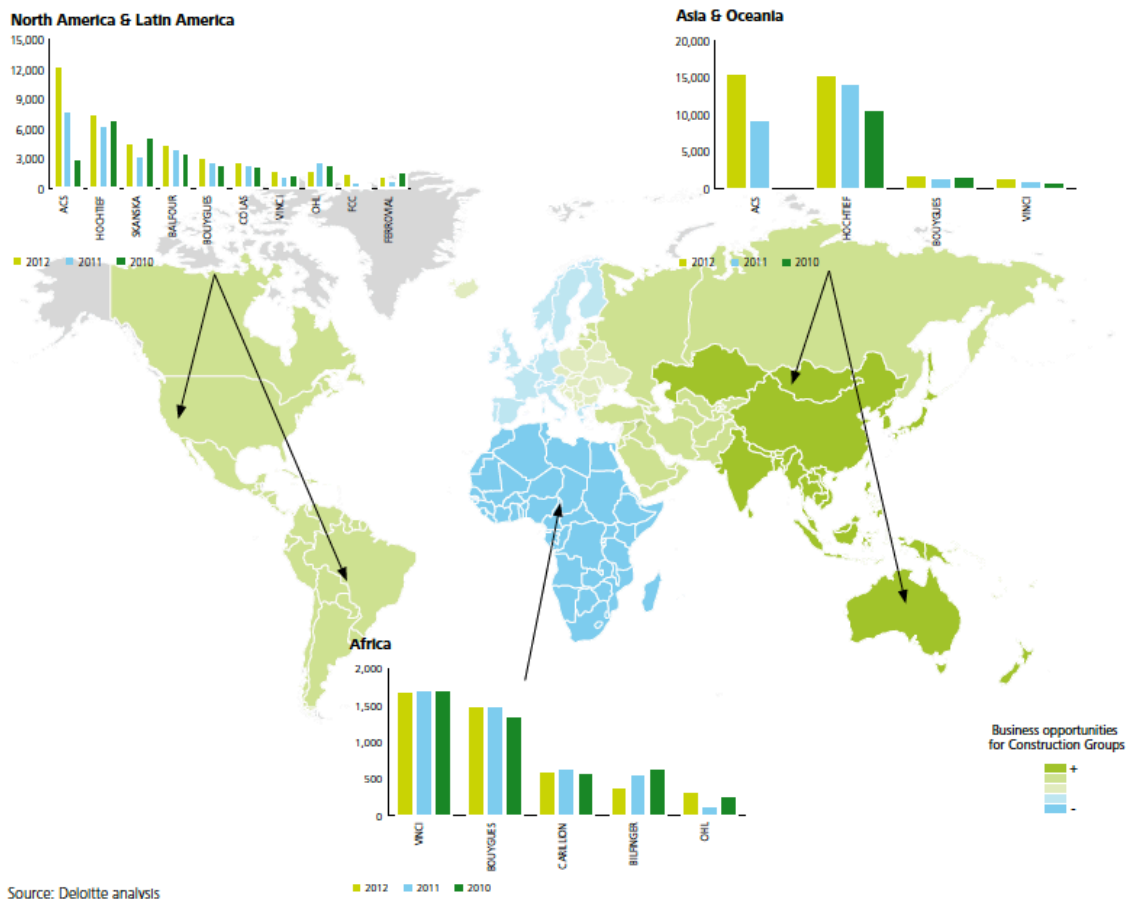 North America & Latin America
15,000
12,000
9,000
6,000
3,000
0
ACS
HOCHTIEF
SKANSKA
BALFOUR
BOUYGUES
COLAS
VINCI
OHL
FCC
FERROVIAL
2012 2011 2010
Asia & Oceania
20,000
15,000
10,000
5,000
0
ACS
HOCHTIEF
BOUYGUES
VINCI
2012 2011 2010
Africa
2,000
1,500
1,000
500
0
VINCI
BOUYGUES
CARILLION
BILFINGER
OHL
2012 2011 2010
Business opportunities
for Construction Groups
+
-
Source: Deloitte analysis